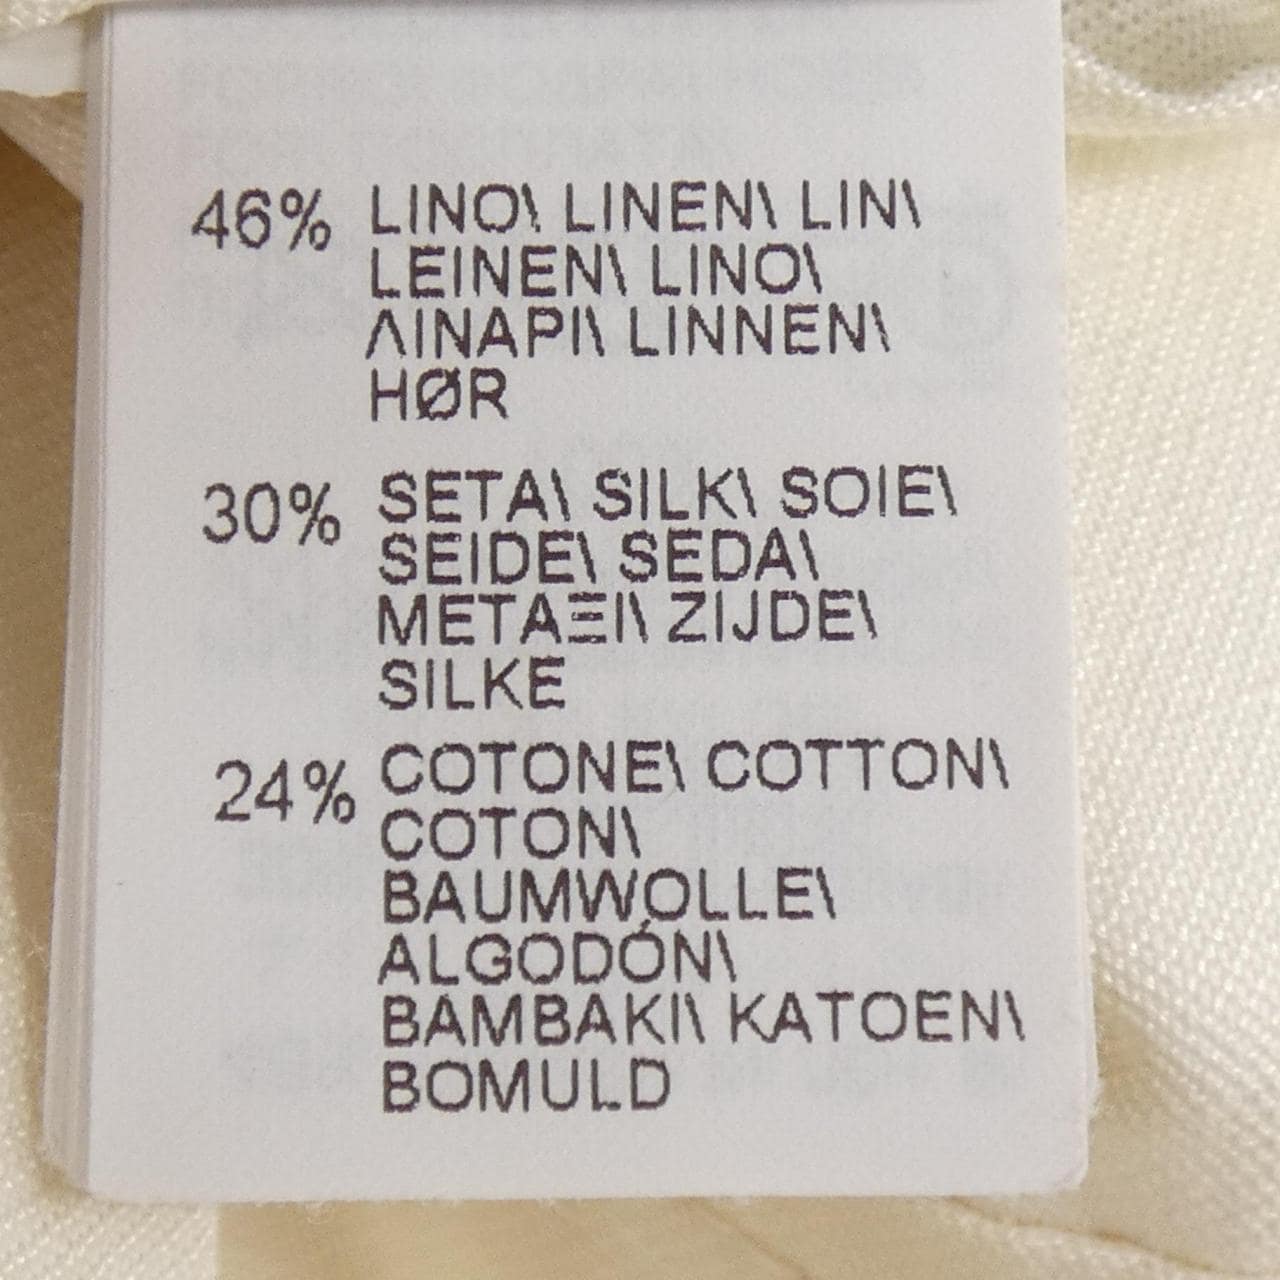 46% LINO\ LINEN\ LIN\
LEINEN\ LINO\
ΛINAPI\ LINNEN\
HØR
30% SETA\ SILK\ SOIE\
SEIDE\ SEDA\
ΜΕΤΑΞΙ\ ZIJDE\
SILKE
24% COTONE\ COTTON\
COTON\
BAUMWOLLE\
ALGODÓN\
BAMBAKI\ KATOEN\
BOMULD